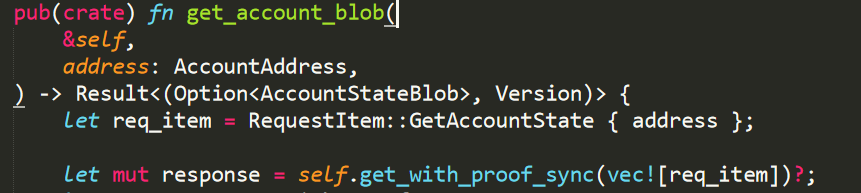 pub(crate) fn get_account_blob(
    &self,
    address: AccountAddress,
) -> Result<(Option<AccountStateBlob>, Version)> {
    let req_item = RequestItem::GetAccountState { address };

    let mut response = self.get_with_proof_sync(vec![req_item])?;